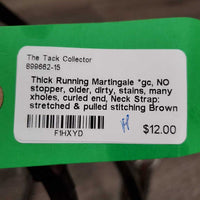 The Tack Collector
899662-15
Thick Running Martingale *gc, NO
stopper, older, dirty, stains, many
xholes, curled end, Neck Strap:
stretched & pulled stitching Brown
F1HXYD
$12.00